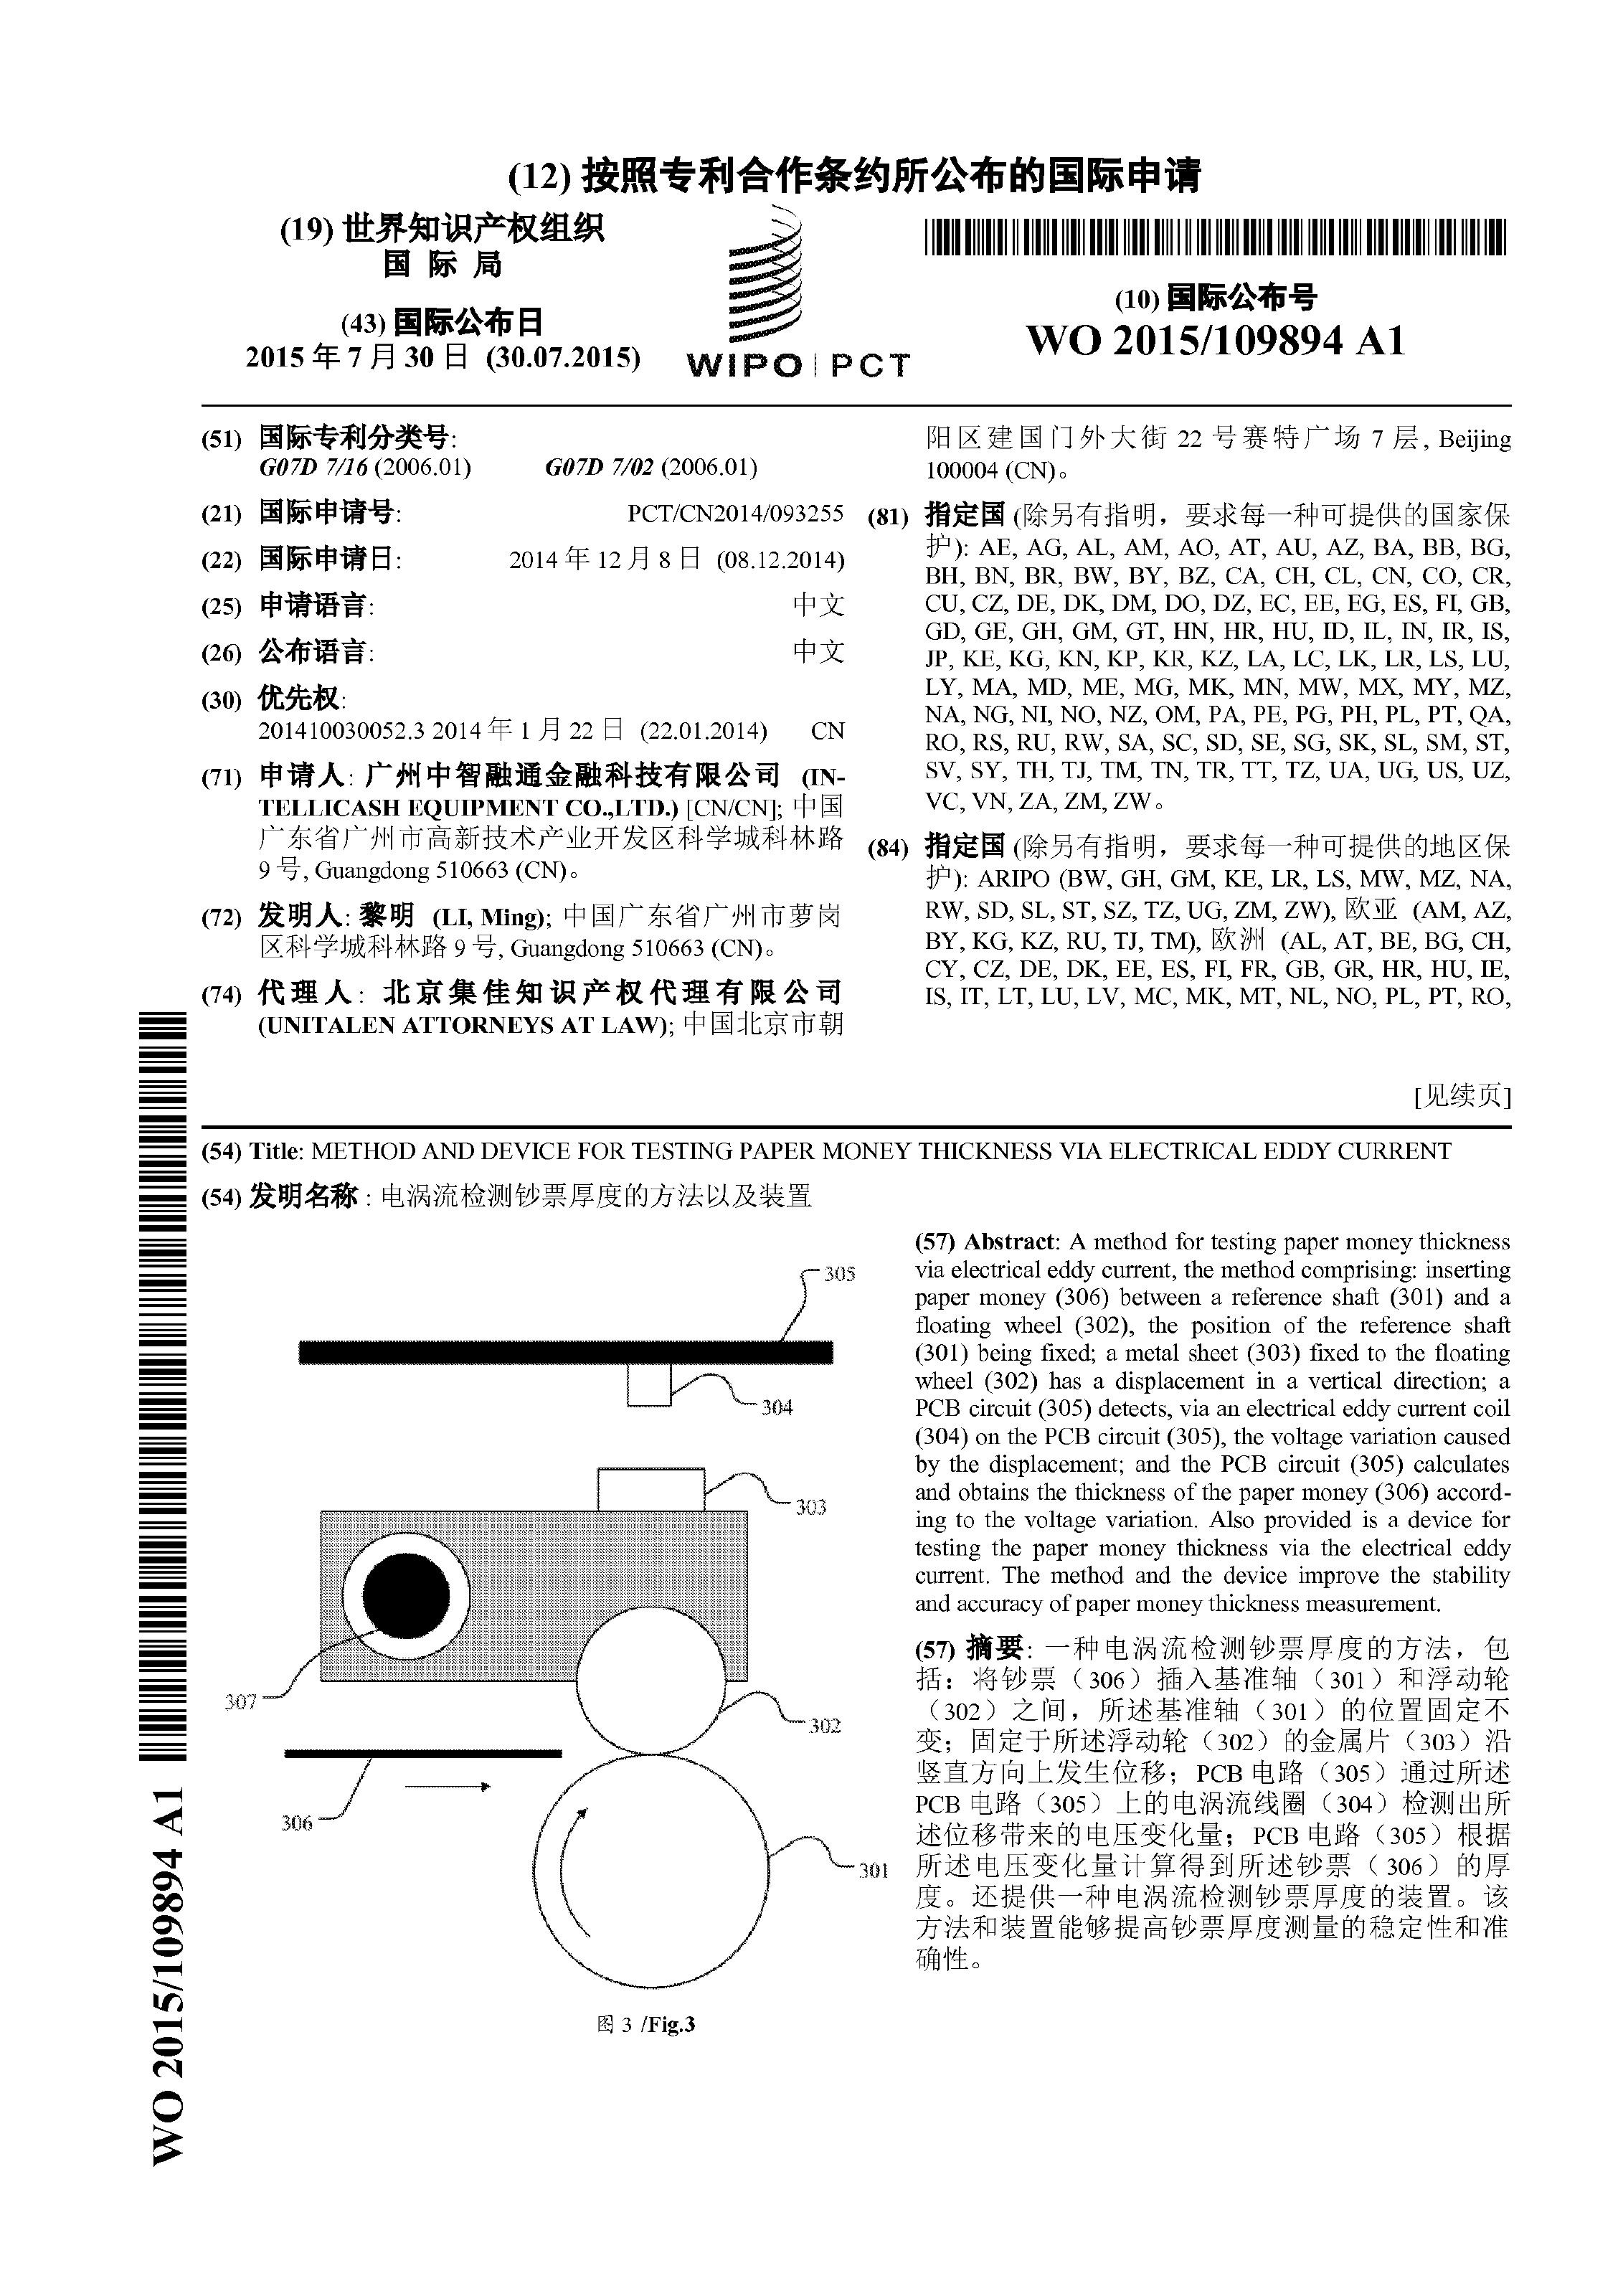 (12) 按照专利合作条约所公布的国际申请
(19) 世界知识产权组织
国 际 局
(43) 国际公布日
2015 年 7 月 30 日 (30.07.2015)
WIPO | PCT
(10) 国际公布号
WO 2015/109894 A1
(51) 国际专利分类号:
G07D 7/16 (2006.01) G07D 7/02 (2006.01)
(21) 国际申请号: PCT/CN2014/093255
(22) 国际申请日: 2014 年 12 月 8 日 (08.12.2014)
(25) 申请语言: 中文
(26) 公布语言: 中文
(30) 优先权:
201410030052.3 2014 年 1 月 22 日 (22.01.2014) CN
(71) 申请人: 广州中智融通金融科技有限公司 (IN-
TELLICASH EQUIPMENT CO.,LTD.) [CN/CN]; 中国
广东省广州市高新技术产业开发区科学城科林路
9 号, Guangdong 510663 (CN)。
(72) 发明人: 黎明 (LI, Ming); 中国广东省广州市萝岗
区科学城科林路 9 号, Guangdong 510663 (CN)。
(74) 代理人: 北京集佳知识产权代理有限公司
(UNITALEN ATTORNEYS AT LAW); 中国北京市朝
阳区建国门外大街 22 号赛特广场 7 层, Beijing
100004 (CN)。
(81) 指定国 (除另有指明，要求每一种可提供的国家保
护): AE, AG, AL, AM, AO, AT, AU, AZ, BA, BB, BG,
BH, BN, BR, BW, BY, BZ, CA, CH, CL, CN, CO, CR,
CU, CZ, DE, DK, DM, DO, DZ, EC, EE, EG, ES, FI, GB,
GD, GE, GH, GM, GT, HN, HR, HU, ID, IL, IN, IR, IS,
JP, KE, KG, KN, KP, KR, KZ, LA, LC, LK, LR, LS, LU,
LY, MA, MD, ME, MG, MK, MN, MW, MX, MY, MZ,
NA, NG, NI, NO, NZ, OM, PA, PE, PG, PH, PL, PT, QA,
RO, RS, RU, RW, SA, SC, SD, SE, SG, SK, SL, SM, ST,
SV, SY, TH, TJ, TM, TN, TR, TT, TZ, UA, UG, US, UZ,
VC, VN, ZA, ZM, ZW。
(84) 指定国 (除另有指明，要求每一种可提供的地区保
护): ARIPO (BW, GH, GM, KE, LR, LS, MW, MZ, NA,
RW, SD, SL, ST, SZ, TZ, UG, ZM, ZW), 欧亚 (AM, AZ,
BY, KG, KZ, RU, TJ, TM), 欧洲 (AL, AT, BE, BG, CH,
CY, CZ, DE, DK, EE, ES, FI, FR, GB, GR, HR, HU, IE,
IS, IT, LT, LU, LV, MC, MK, MT, NL, NO, PL, PT, RO,
[见续页]
(54) Title: METHOD AND DEVICE FOR TESTING PAPER MONEY THICKNESS VIA ELECTRICAL EDDY CURRENT
(54) 发明名称 : 电涡流检测钞票厚度的方法以及装置
305
304
303
307
302
306
301
图 3 /Fig.3
(57) Abstract: A method for testing paper money thickness
via electrical eddy current, the method comprising: inserting
paper money (306) between a reference shaft (301) and a
floating wheel (302), the position of the reference shaft
(301) being fixed; a metal sheet (303) fixed to the floating
wheel (302) has a displacement in a vertical direction; a
PCB circuit (305) detects, via an electrical eddy current coil
(304) on the PCB circuit (305), the voltage variation caused
by the displacement; and the PCB circuit (305) calculates
and obtains the thickness of the paper money (306) accord-
ing to the voltage variation. Also provided is a device for
testing the paper money thickness via the electrical eddy
current. The method and the device improve the stability
and accuracy of paper money thickness measurement.
(57) 摘要: 一种电涡流检测钞票厚度的方法，包
括：将钞票（306）插入基准轴（301）和浮动轮
（302）之间，所述基准轴（301）的位置固定不
变；固定于所述浮动轮（302）的金属片（303）沿
竖直方向上发生位移；PCB 电路（305）通过所述
PCB 电路（305）上的电涡流线圈（304）检测出所
述位移带来的电压变化量；PCB 电路（305）根据
所述电压变化量计算得到所述钞票（306）的厚
度。还提供一种电涡流检测钞票厚度的装置。该
方法和装置能够提高钞票厚度测量的稳定性和准
确性。
WO 2015/109894 A1